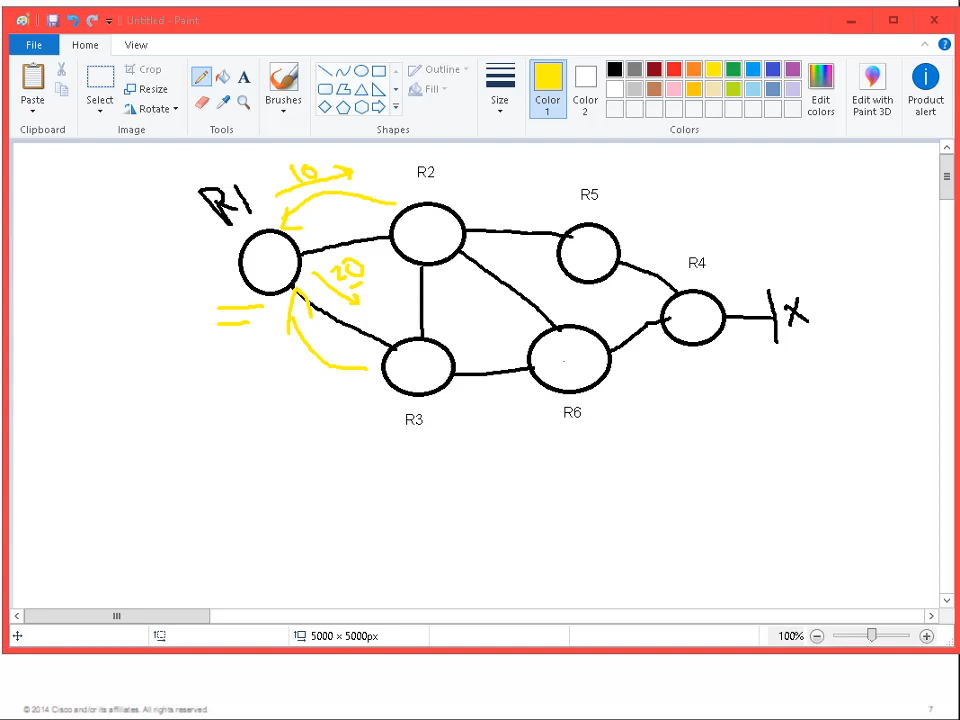 Untitled - Paint
File
Home
View
Paste
Clipboard
Select
Crop
Resize
Rotate
Image
A
Tools
Brushes
Outline
Fill
Shapes
Size
Color
1
Color
2
Edit
colors
Colors
Edit with
Paint 3D
Product
alert
R1
10
R2
R5
20
R4
X
R3
R6
5000 × 5000px
100%
© 2014 Cisco and/or its affiliates. All rights reserved.
7